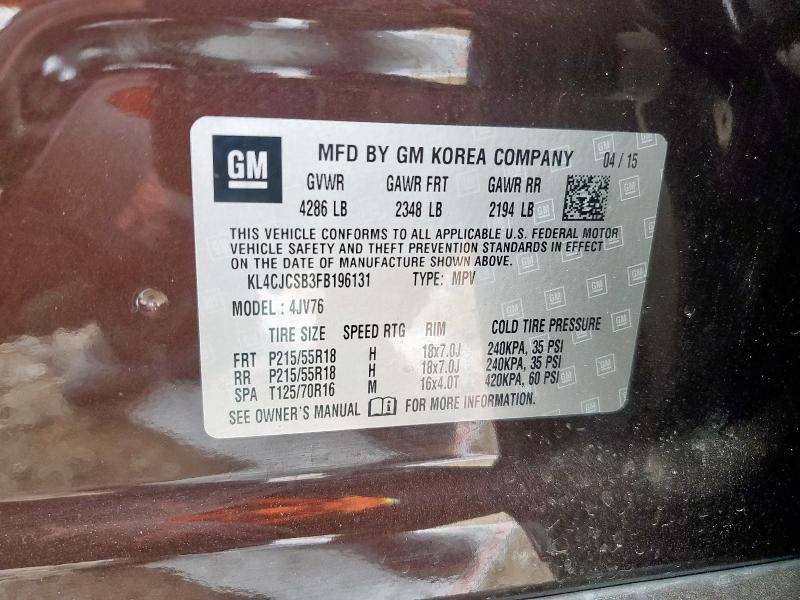 GM MFD BY GM KOREA COMPANY 04 / 15
GVWR GAWR FRT GAWR RR
4286 LB 2348 LB 2194 LB
THIS VEHICLE CONFORMS TO ALL APPLICABLE U.S. FEDERAL MOTOR
VEHICLE SAFETY AND THEFT PREVENTION STANDARDS IN EFFECT
ON THE DATE OF MANUFACTURE SHOWN ABOVE.
KL4CJCSB3FB196131 TYPE: MPV
MODEL : 4JV76
TIRE SIZE SPEED RTG RIM COLD TIRE PRESSURE
FRT P215/55R18 H 18x7.0J 240KPA, 35 PSI
RR P215/55R18 H 18x7.0J 240KPA, 35 PSI
SPA T125/70R16 M 16x4.0T 420KPA, 60 PSI
SEE OWNER'S MANUAL FOR MORE INFORMATION.